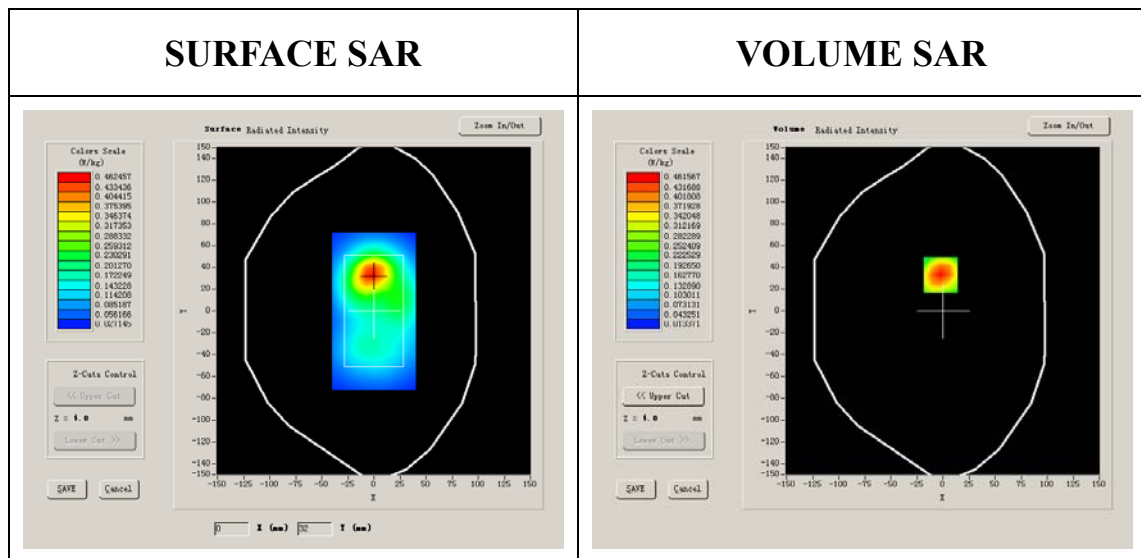 SURFACE SAR
VOLUME SAR
Surface Radiated Intensity
Zoom In/Out
Colors Scale
(W/kg)
0.462457
0.433436
0.404415
0.375395
0.346374
0.317353
0.288332
0.259312
0.230291
0.201270
0.172249
0.143228
0.114208
0.085187
0.056166
0.027145
150
140
120
100
80
60
40
20
0
-20
-40
-60
-80
-100
-120
-140
-150
Y
-150 -125 -100 -75 -50 -25 0 25 50 75 100 125 150
X
Z-Cuts Control
<< Upper Cut
Z = 4.0 mm
Lower Cut >>
SAVE Cancel
0 X (mm) 32 Y (mm)
Volume Radiated Intensity
Zoom In/Out
Colors Scale
(W/kg)
0.461567
0.431688
0.401808
0.371928
0.342048
0.312169
0.282289
0.252409
0.222529
0.192650
0.162770
0.132890
0.103011
0.073131
0.043251
0.013371
150
140
120
100
80
60
40
20
0
-20
-40
-60
-80
-100
-120
-140
-150
Y
-150 -125 -100 -75 -50 -25 0 25 50 75 100 125 150
X
Z-Cuts Control
<< Upper Cut
Z = 4.0 mm
Lower Cut >>
SAVE Cancel